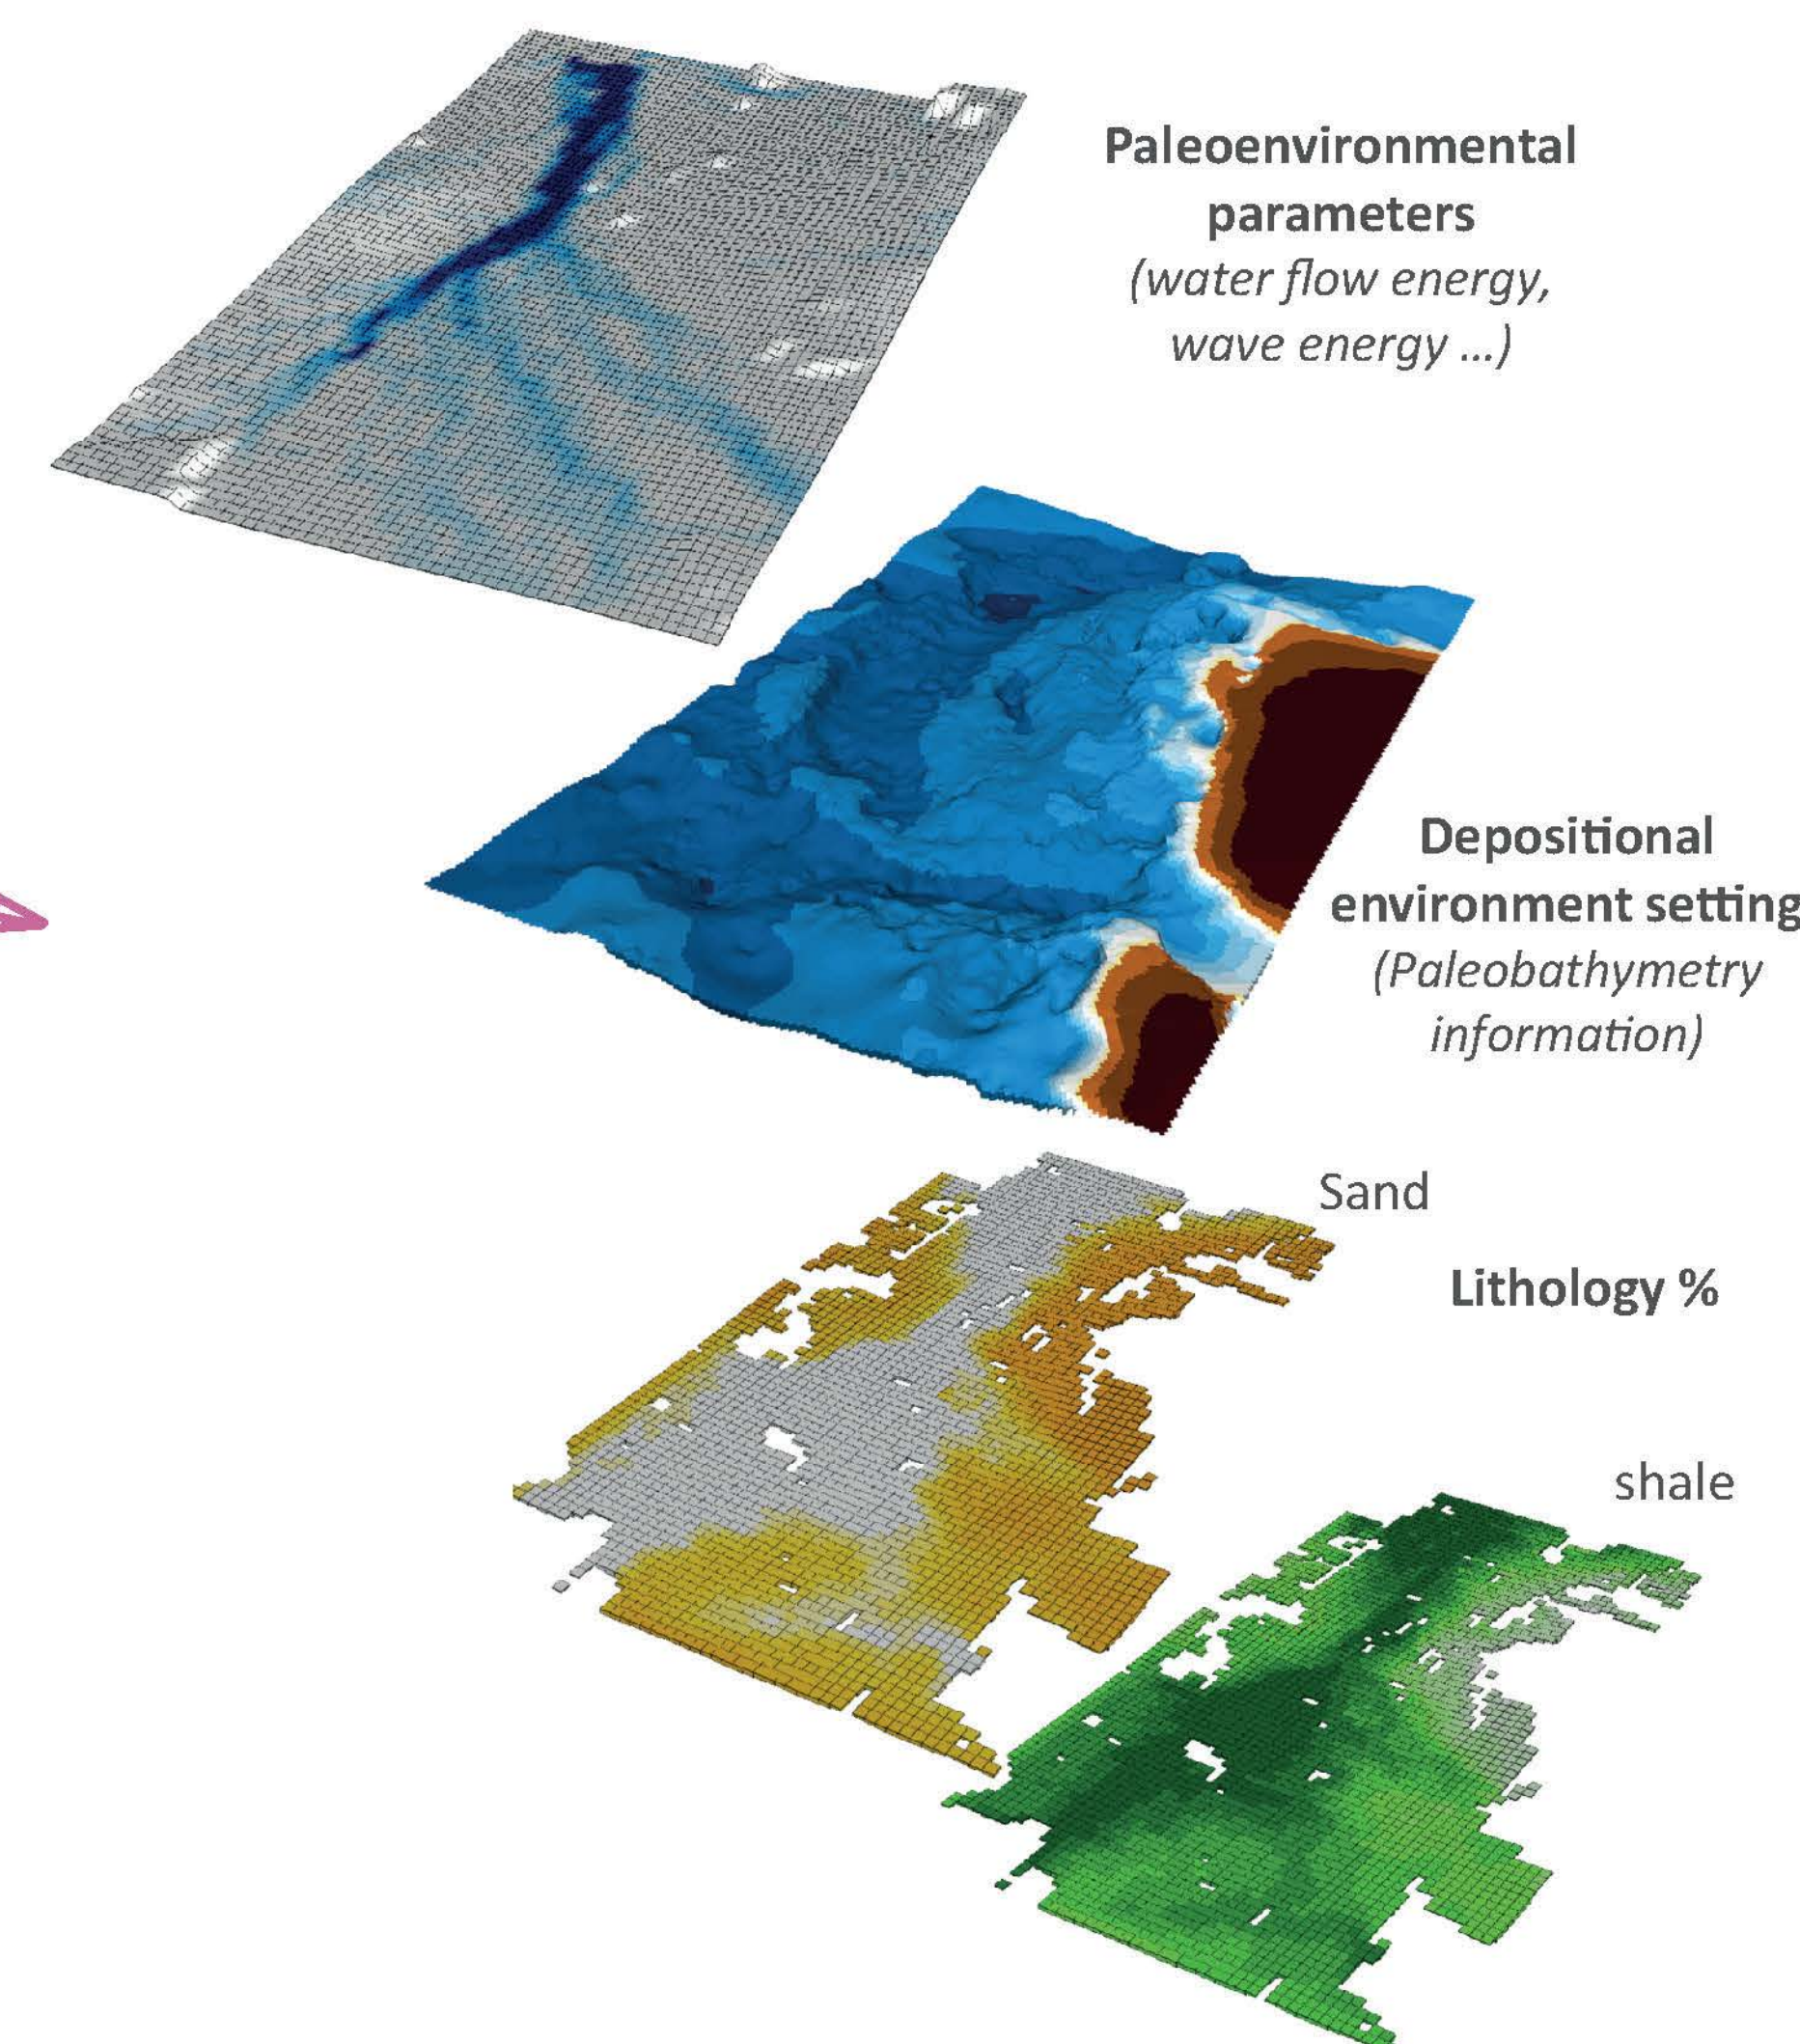 Paleoenvironmental
parameters
(water flow energy,
wave energy ...)
Depositional
environment setting
(Paleobathymetry
information)
Sand
Lithology %
shale